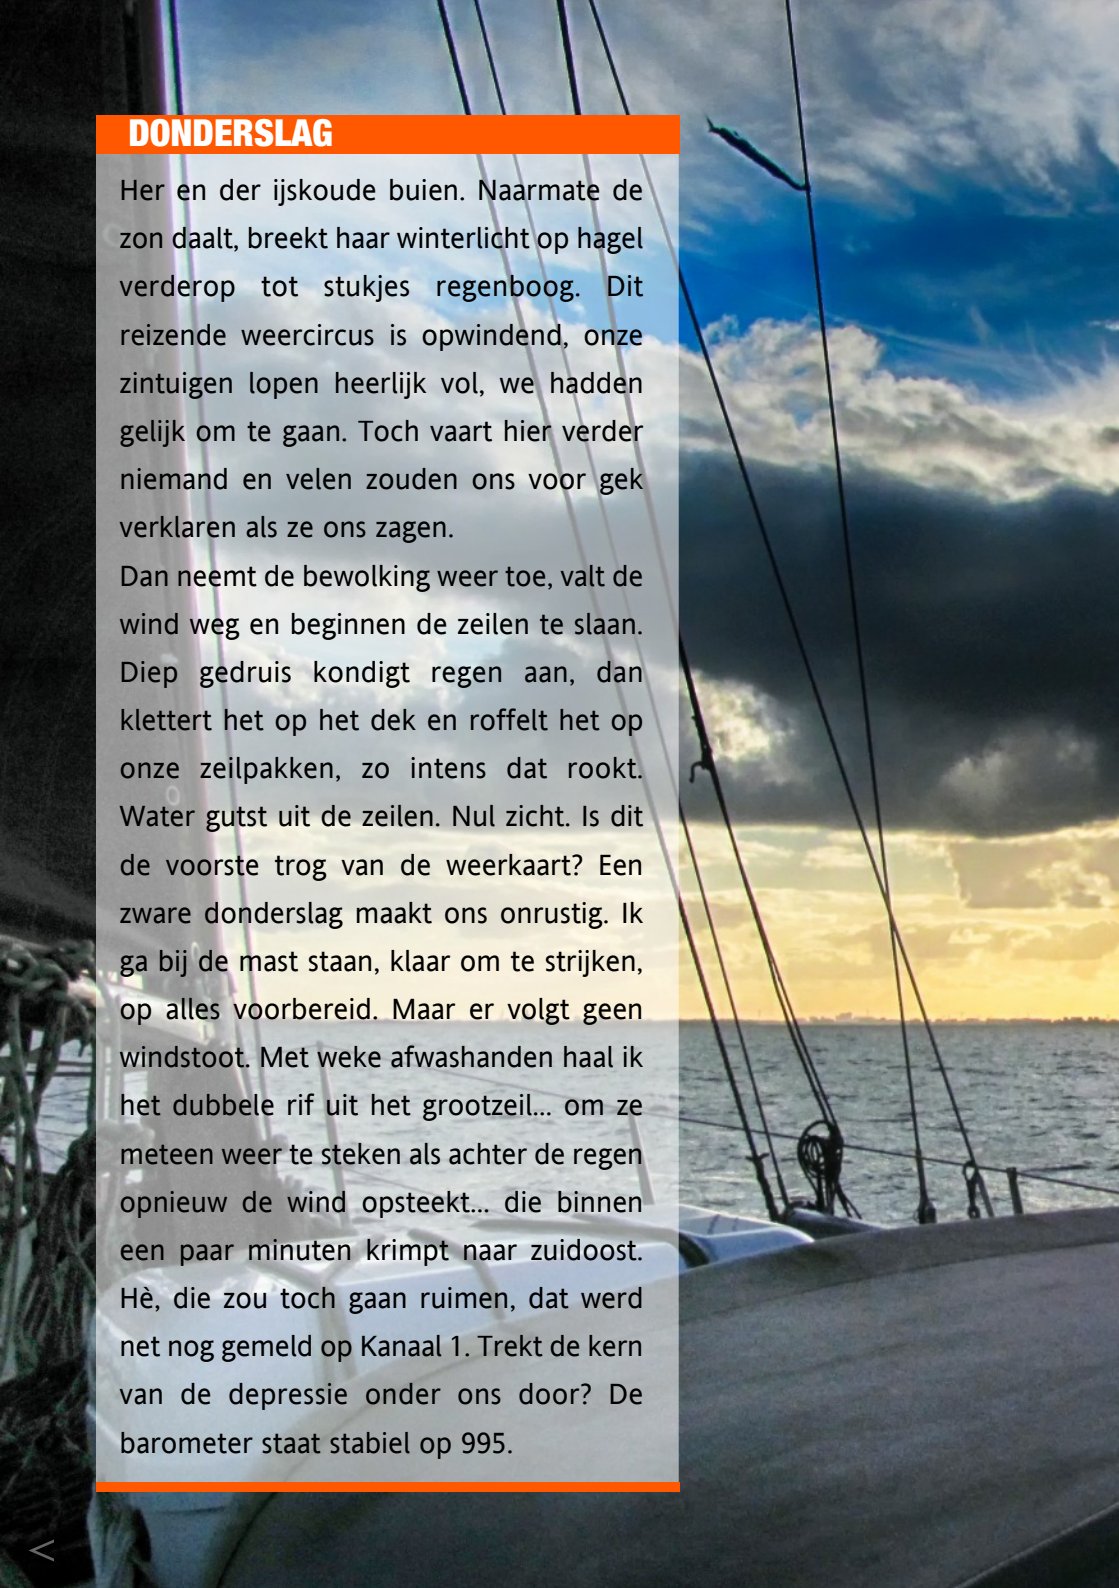 DONDERSLAG
Her en der ijskoude buien. Naarmate de
zon daalt, breekt haar winterlicht op hagel
verderop tot stukjes regenboog. Dit
reizende weercircus is opwindend, onze
zintuigen lopen heerlijk vol, we hadden
gelijk om te gaan. Toch vaart hier verder
niemand en velen zouden ons voor gek
verklaren als ze ons zagen.
Dan neemt de bewolking weer toe, valt de
wind weg en beginnen de zeilen te slaan.
Diep gedruis kondigt regen aan, dan
klettert het op het dek en roffelt het op
onze zeilpakken, zo intens dat rookt.
Water gutst uit de zeilen. Nul zicht. Is dit
de voorste trog van de weerkaart? Een
zware donderslag maakt ons onrustig. Ik
ga bij de mast staan, klaar om te strijken,
op alles voorbereid. Maar er volgt geen
windstoot. Met weke afwashanden haal ik
het dubbele rif uit het grootzeil... om ze
meteen weer te steken als achter de regen
opnieuw de wind opsteekt... die binnen
een paar minuten krimpt naar zuidoost.
Hè, die zou toch gaan ruimen, dat werd
net nog gemeld op Kanaal 1. Trekt de kern
van de depressie onder ons door? De
barometer staat stabiel op 995.